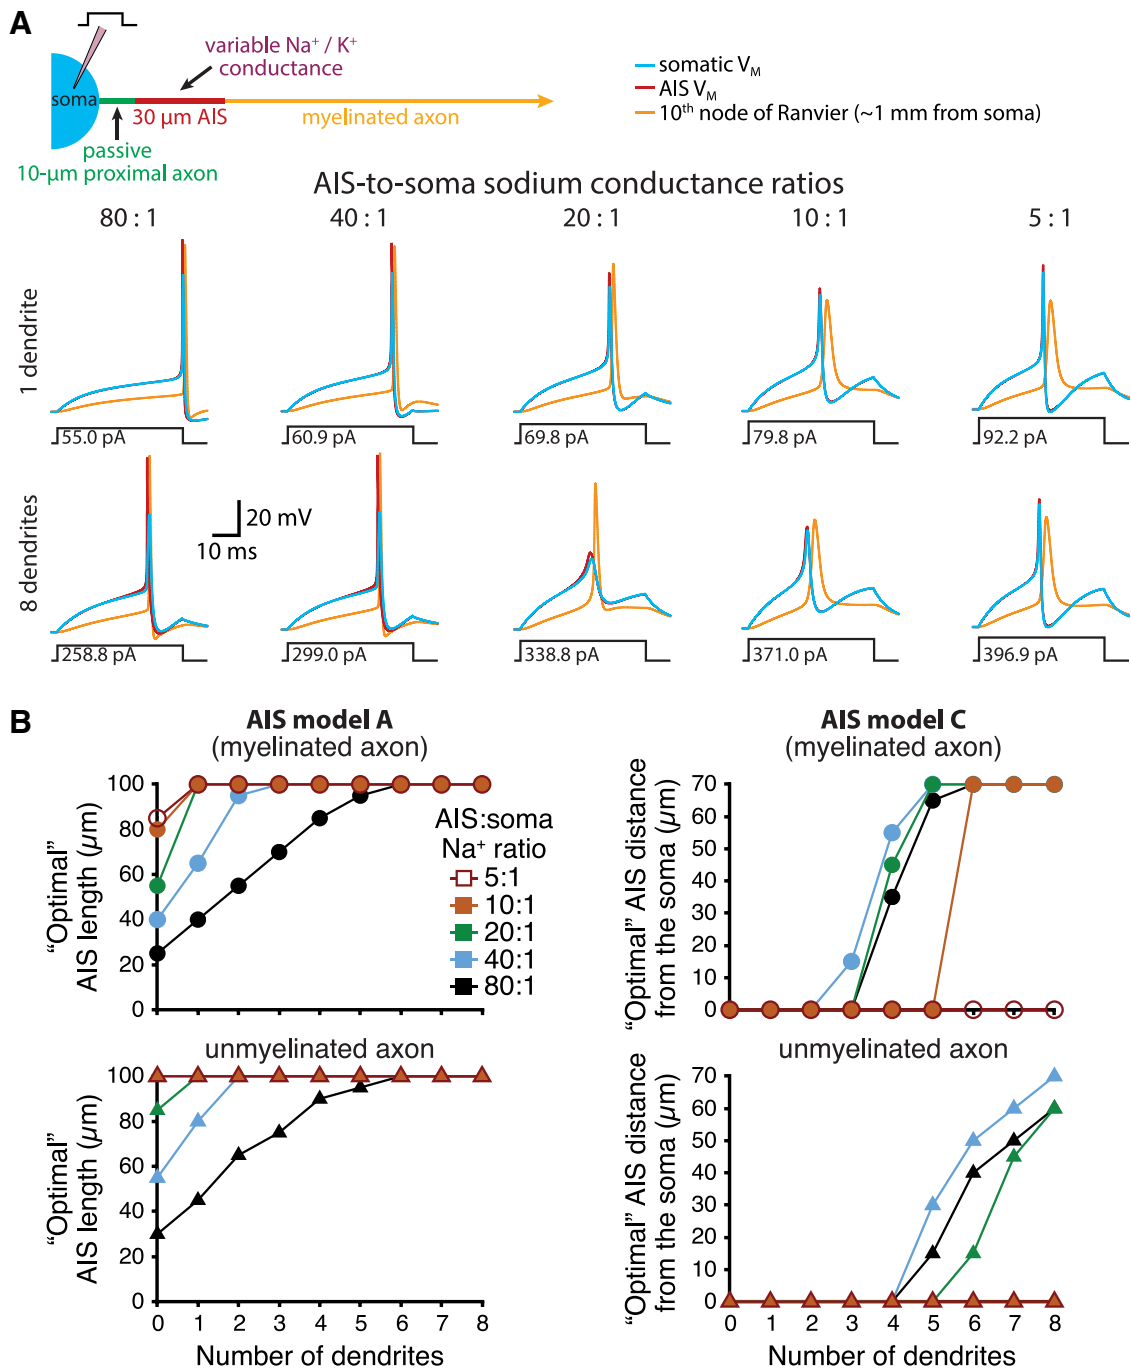 A
variable Na⁺ / K⁺
conductance
soma
30 µm AIS
myelinated axon
passive
10-µm proximal axon
somatic V_M
AIS V_M
10th node of Ranvier (~1 mm from soma)
AIS-to-soma sodium conductance ratios
80 : 1
40 : 1
20 : 1
10 : 1
5 : 1
1 dendrite
55.0 pA
60.9 pA
69.8 pA
79.8 pA
92.2 pA
8 dendrites
20 mV
10 ms
258.8 pA
299.0 pA
338.8 pA
371.0 pA
396.9 pA
B
AIS model A
(myelinated axon)
"Optimal"
AIS length (µm)
100
80
60
40
20
0
AIS:soma
Na⁺ ratio
5:1
10:1
20:1
40:1
80:1
AIS model C
(myelinated axon)
"Optimal" AIS distance
from the soma (µm)
70
60
50
40
30
20
10
0
unmyelinated axon
"Optimal"
AIS length (µm)
100
80
60
40
20
0
0 1 2 3 4 5 6 7 8
Number of dendrites
unmyelinated axon
"Optimal" AIS distance
from the soma (µm)
70
60
50
40
30
20
10
0
0 1 2 3 4 5 6 7 8
Number of dendrites